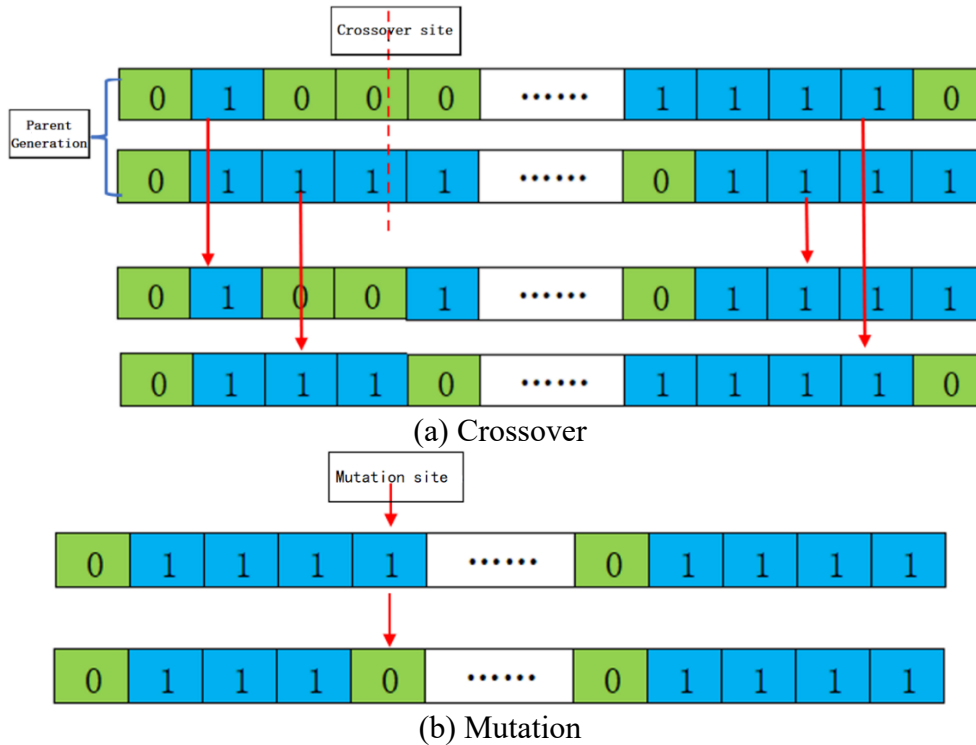 Crossover site
0 1 0 0 0 ...... 1 1 1 1 0
Parent
Generation
0 1 1 1 1 ...... 0 1 1 1 1
0 1 0 0 1 ...... 0 1 1 1 1
0 1 1 1 0 ...... 1 1 1 1 0
(a) Crossover
Mutation site
0 1 1 1 1 ...... 0 1 1 1 1
0 1 1 1 0 ...... 0 1 1 1 1
(b) Mutation